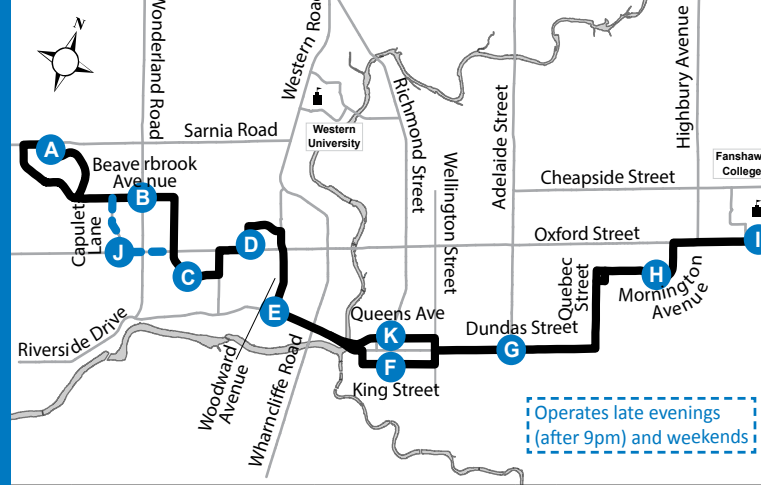 N
Wonderland Road
Western Road
Highbury Avenue
Richmond Street
Adelaide Street
Sarnia Road
Western
University
A
Beaverbrook
Avenue
Fanshaw
College
Wellington Street
Cheapside Street
B
Capulet
Lane
J
D
Oxford Street
I
C
Quebec
Street
H
Mornington
Avenue
E
Queens Ave
Riverside Drive
K
Dundas Street
G
F
King Street
Woodward
Avenue
Wharncliffe Road
Operates late evenings
(after 9pm) and weekends